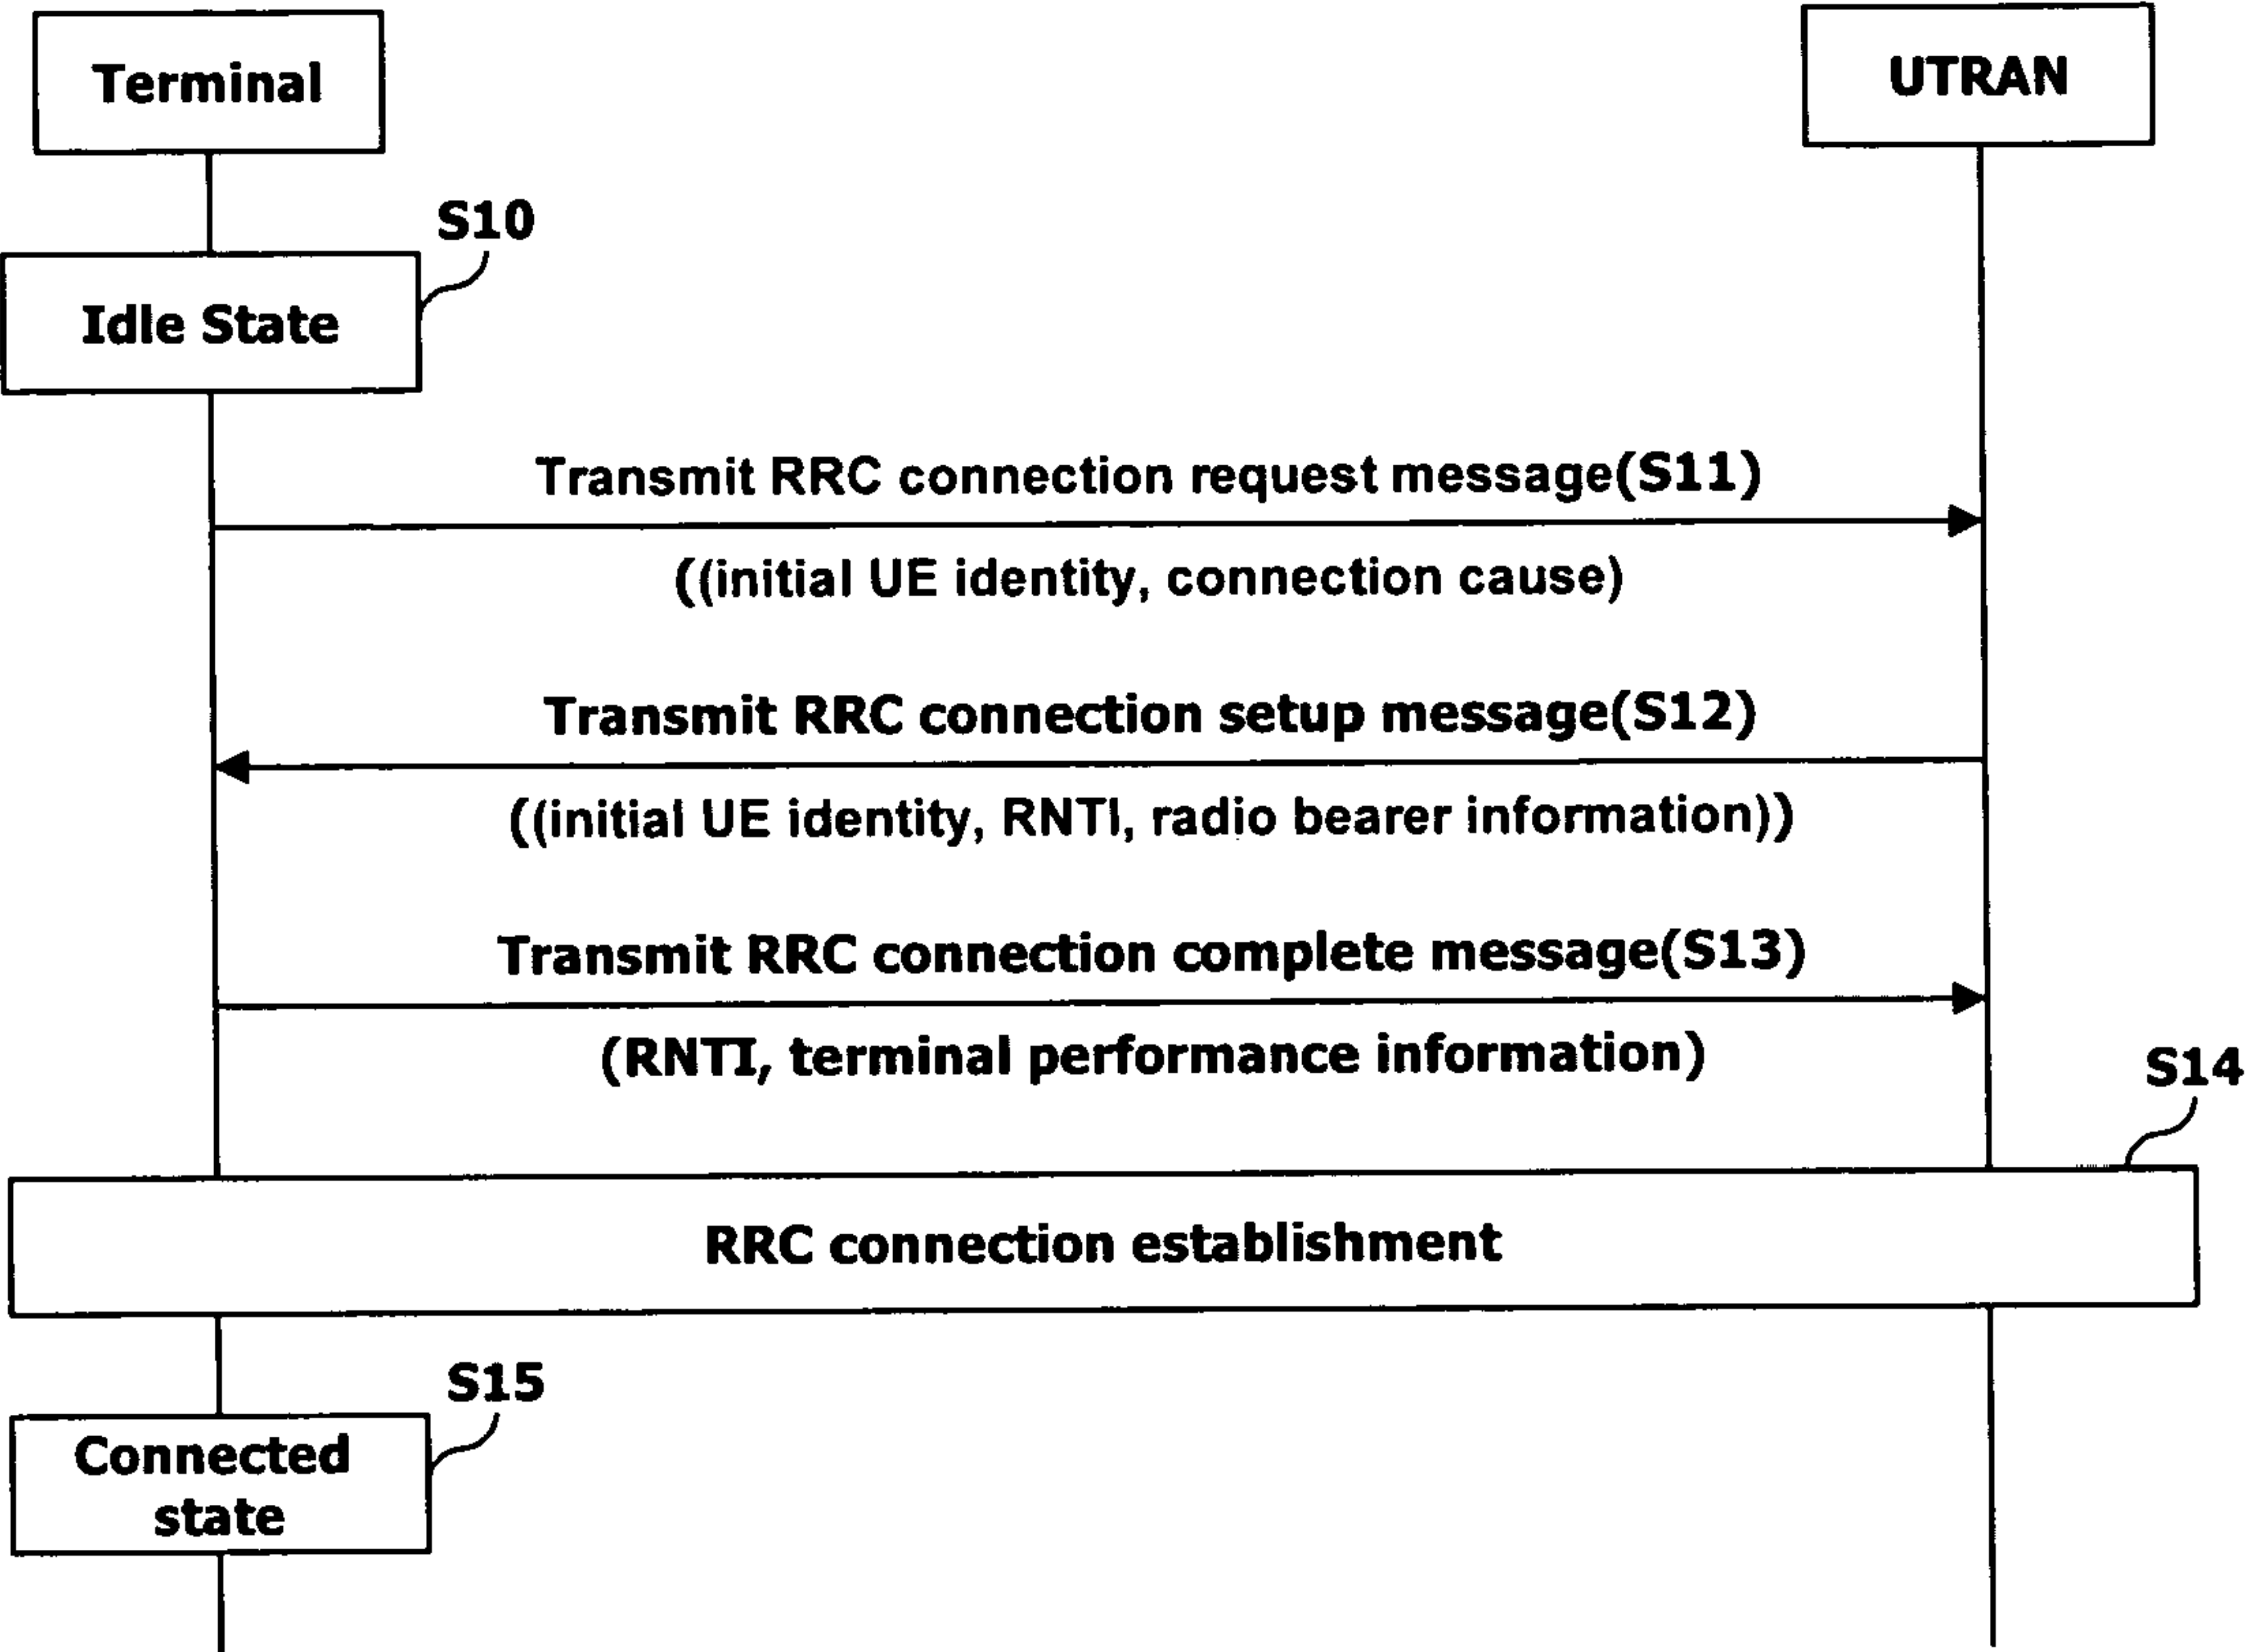 Terminal
UTRAN
S10
Idle State
Transmit RRC connection request message(S11)
((initial UE identity, connection cause)
Transmit RRC connection setup message(S12)
((initial UE identity, RNTI, radio bearer information))
Transmit RRC connection complete message(S13)
(RNTI, terminal performance information)
S14
RRC connection establishment
S15
Connected
state